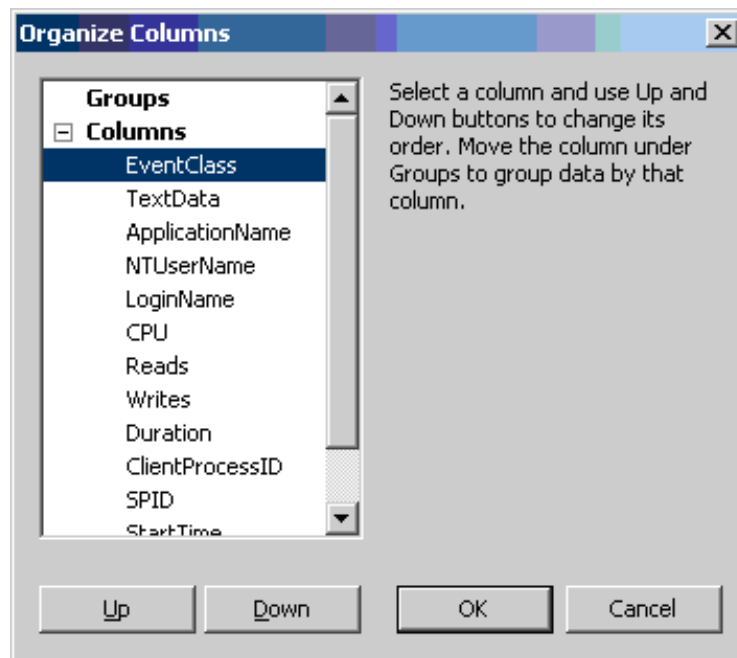 Organize Columns
Groups
Columns
EventClass
TextData
ApplicationName
NTUserName
LoginName
CPU
Reads
Writes
Duration
ClientProcessID
SPID
StartTime
Select a column and use Up and
Down buttons to change its
order. Move the column under
Groups to group data by that
column.
Up
Down
OK
Cancel